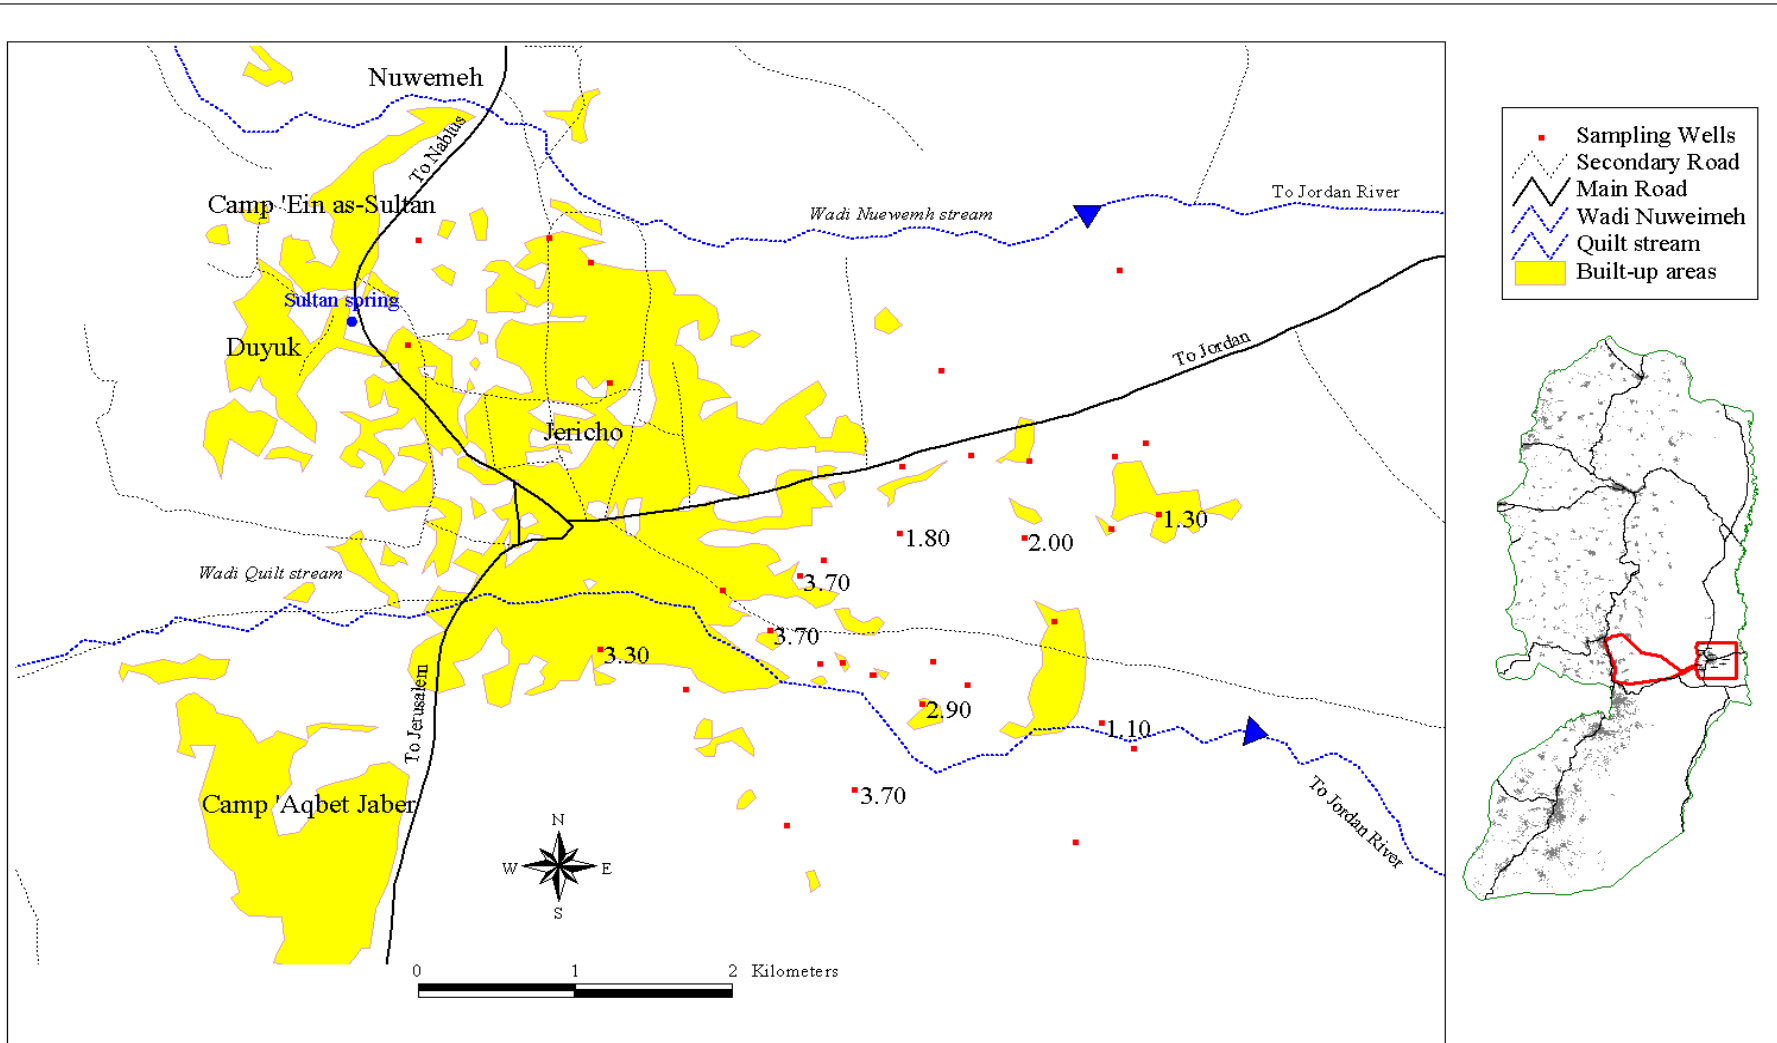 Nuwemeh
To Nablus
Camp 'Ein as-Sultan
Wadi Nuewemh stream
To Jordan River
Sultan spring
Duyuk
To Jordan
Jericho
1.30
1.80
2.00
Wadi Quilt stream
3.70
3.70
3.30
2.90
1.10
To Jerusalem
3.70
Camp 'Aqbet Jaber
To Jordan River
N
W
E
S
0 1 2 Kilometers
Sampling Wells
Secondary Road
Main Road
Wadi Nuweimeh
Quilt stream
Built-up areas